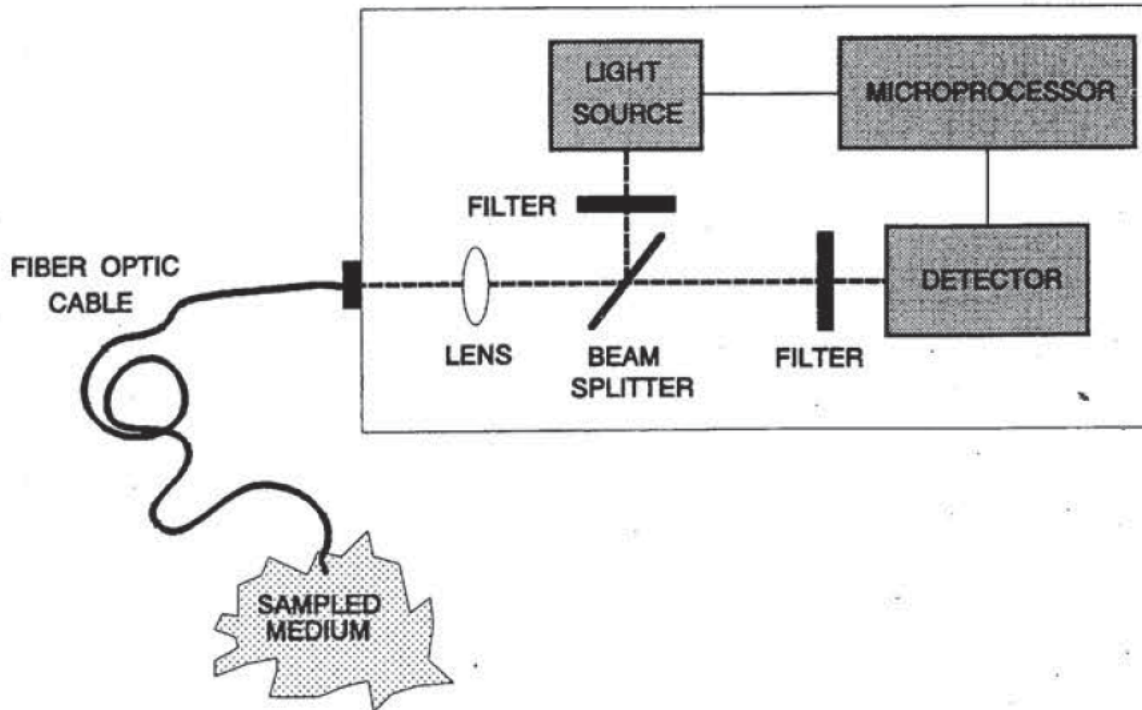 LIGHT
SOURCE
MICROPROCESSOR
FILTER
FIBER OPTIC
CABLE
DETECTOR
LENS
BEAM
SPLITTER
FILTER
SAMPLED
MEDIUM